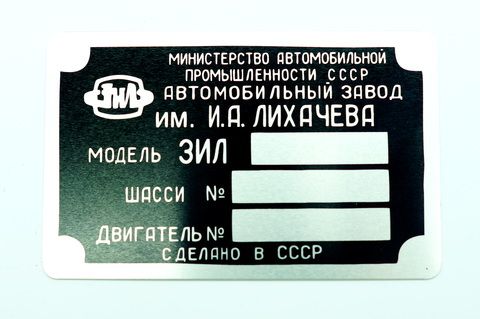 МИНИСТЕРСТВО АВТОМОБИЛЬНОЙ
ПРОМЫШЛЕННОСТИ СССР
ЗИЛ
АВТОМОБИЛЬНЫЙ ЗАВОД
ИМ. И.А. ЛИХАЧЕВА
МОДЕЛЬ ЗИЛ
ШАССИ №
ДВИГАТЕЛЬ №
СДЕЛАНО В СССР